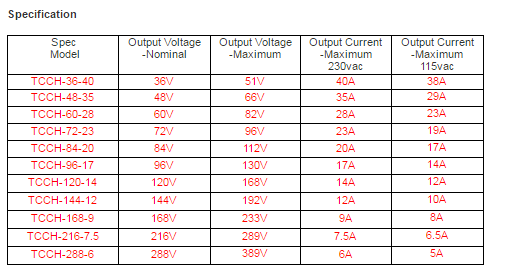 Specification
Spec Model Output Voltage -Nominal Output Voltage -Maximum Output Current -Maximum 230vac Output Current -Maximum 115vac
TCCH-36-40 36V 51V 40A 38A
TCCH-48-35 48V 66V 35A 29A
TCCH-60-28 60V 82V 28A 23A
TCCH-72-23 72V 96V 23A 19A
TCCH-84-20 84V 112V 20A 17A
TCCH-96-17 96V 130V 17A 14A
TCCH-120-14 120V 168V 14A 12A
TCCH-144-12 144V 192V 12A 10A
TCCH-168-9 168V 233V 9A 8A
TCCH-216-7.5 216V 289V 7.5A 6.5A
TCCH-288-6 288V 389V 6A 5A